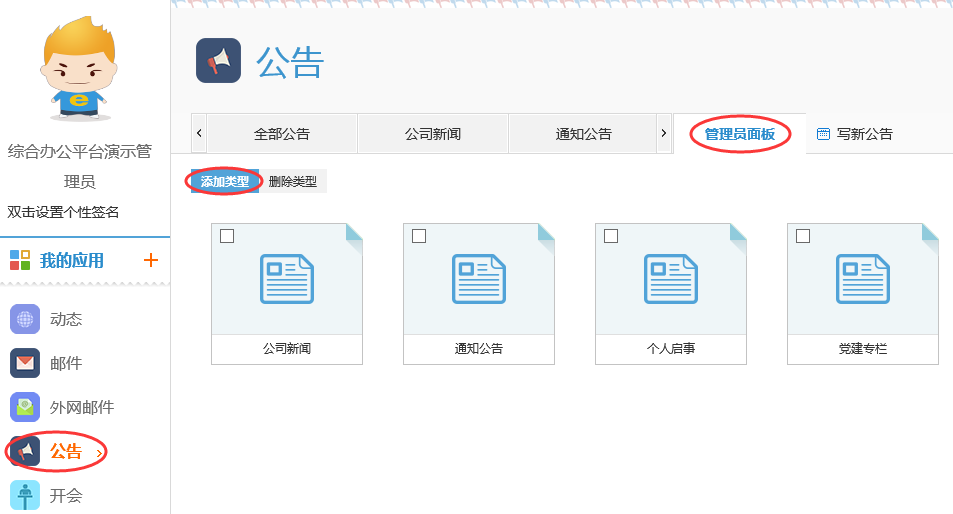 公告
e
综合办公平台演示管
理员
双击设置个性签名
全部公告
公司新闻
通知公告
管理员面板
写新公告
添加类型
删除类型
我的应用
公司新闻
通知公告
个人启事
党建专栏
动态
邮件
外网邮件
公告
开会